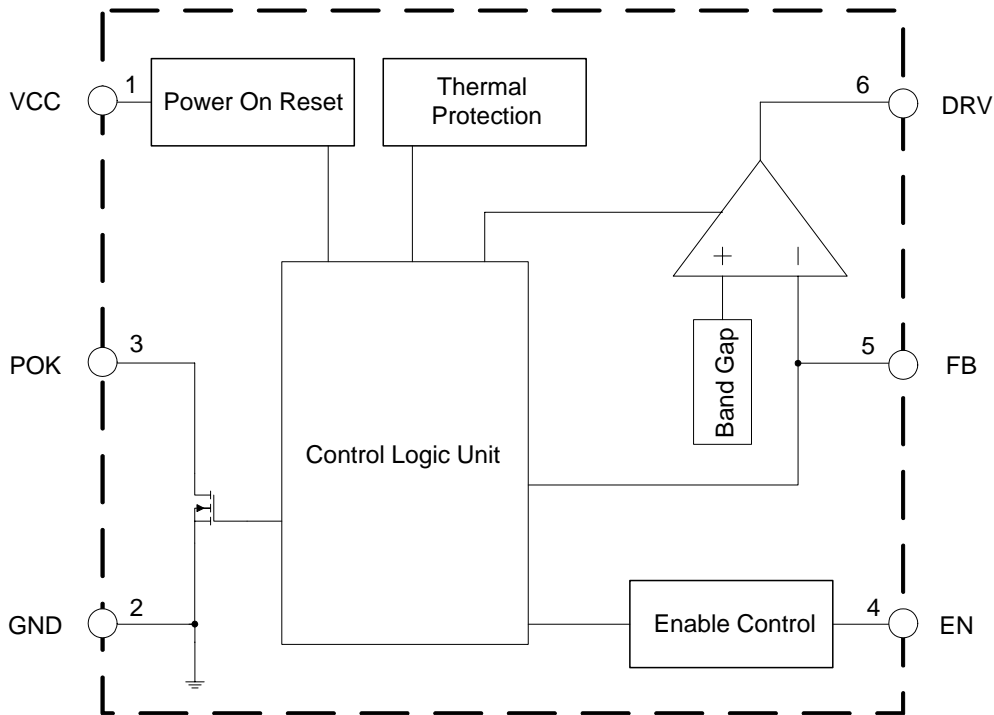 VCC
1
Power On Reset
Thermal
Protection
6
DRV
+
−
POK
3
Band Gap
5
FB
Control Logic Unit
GND
2
Enable Control
4
EN